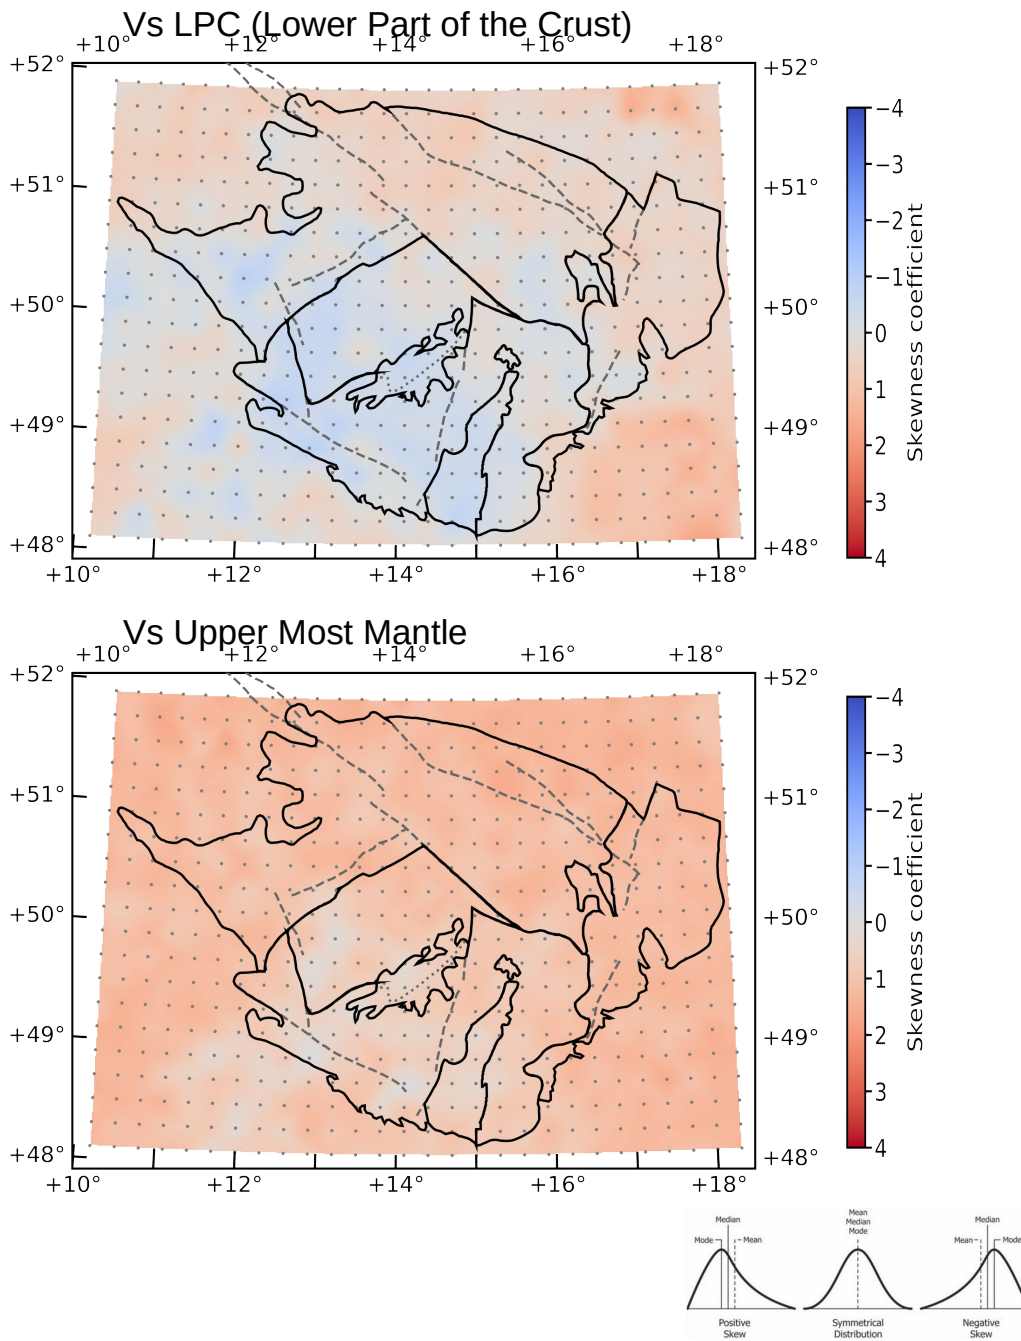 Vs LPC (Lower Part of the Crust)
+10° +12° +14° +16° +18°
+52° +52°
+51° +51°
+50° +50°
+49° +49°
+48° +48°
+10° +12° +14° +16° +18°
−4
−3
−2
−1
0
1
2
3
4
Skewness coefficient
Vs Upper Most Mantle
+10° +12° +14° +16° +18°
+52° +52°
+51° +51°
+50° +50°
+49° +49°
+48° +48°
+10° +12° +14° +16° +18°
−4
−3
−2
−1
0
1
2
3
4
Skewness coefficient
Median
Mode
Mean
Positive
Skew
Mean
Median
Mode
Symmetrical
Distribution
Median
Mean
Mode
Negative
Skew